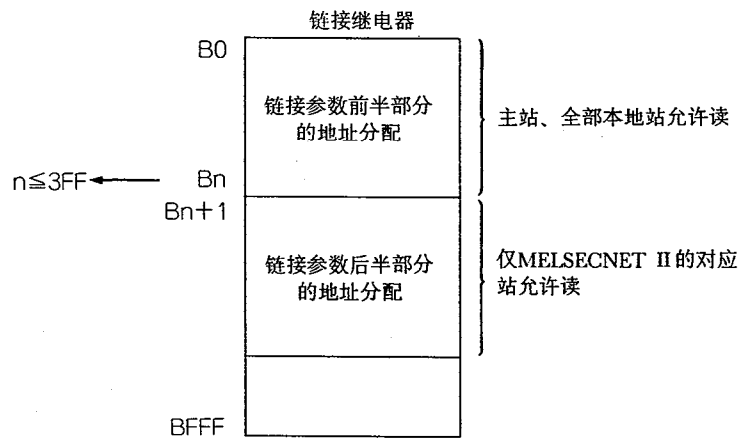 链接继电器
B0
链接参数前半部分
的地址分配
主站、全部本地站允许读
n≦3FF
Bn
Bn+1
链接参数后半部分
的地址分配
仅MELSECNET II的对应
站允许读
BFFF